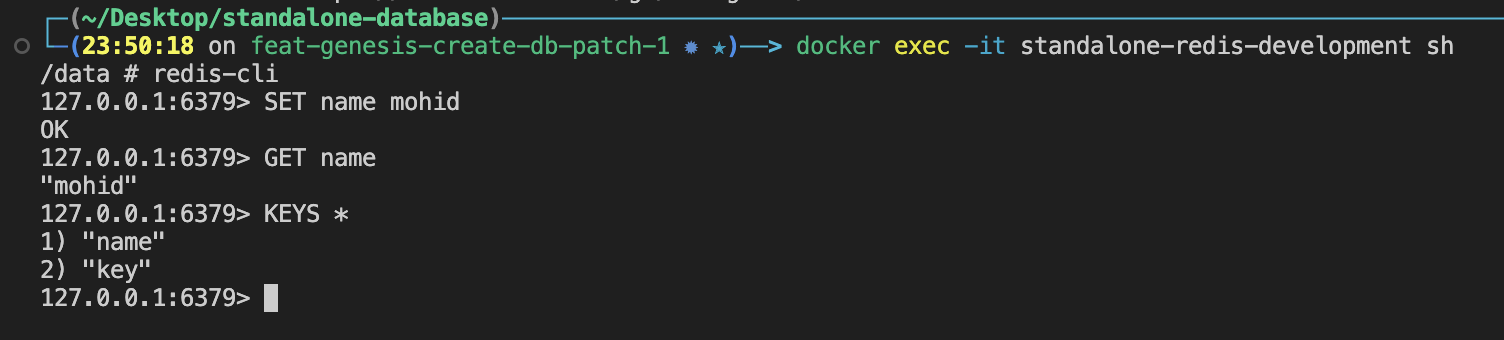 (~/Desktop/standalone-database)
(23:50:18 on feat-genesis-create-db-patch-1 ✹ ★)——> docker exec -it standalone-redis-development sh
/data # redis-cli
127.0.0.1:6379> SET name mohid
OK
127.0.0.1:6379> GET name
"mohid"
127.0.0.1:6379> KEYS *
1) "name"
2) "key"
127.0.0.1:6379>